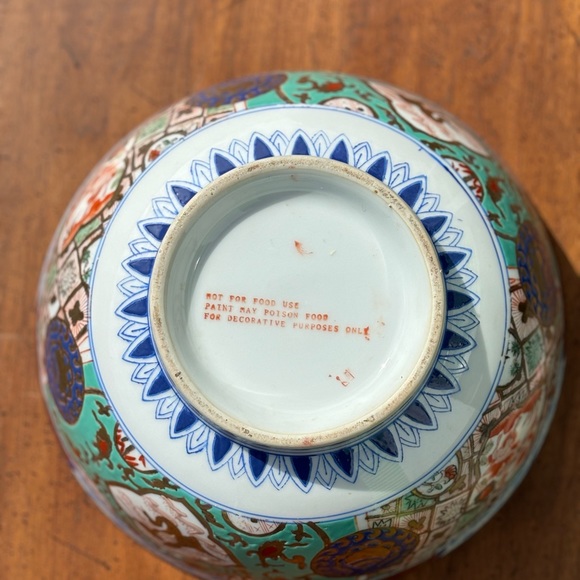 NOT FOR FOOD USE
PAINT MAY POISON FOOD
FOR DECORATIVE PURPOSES ONLY